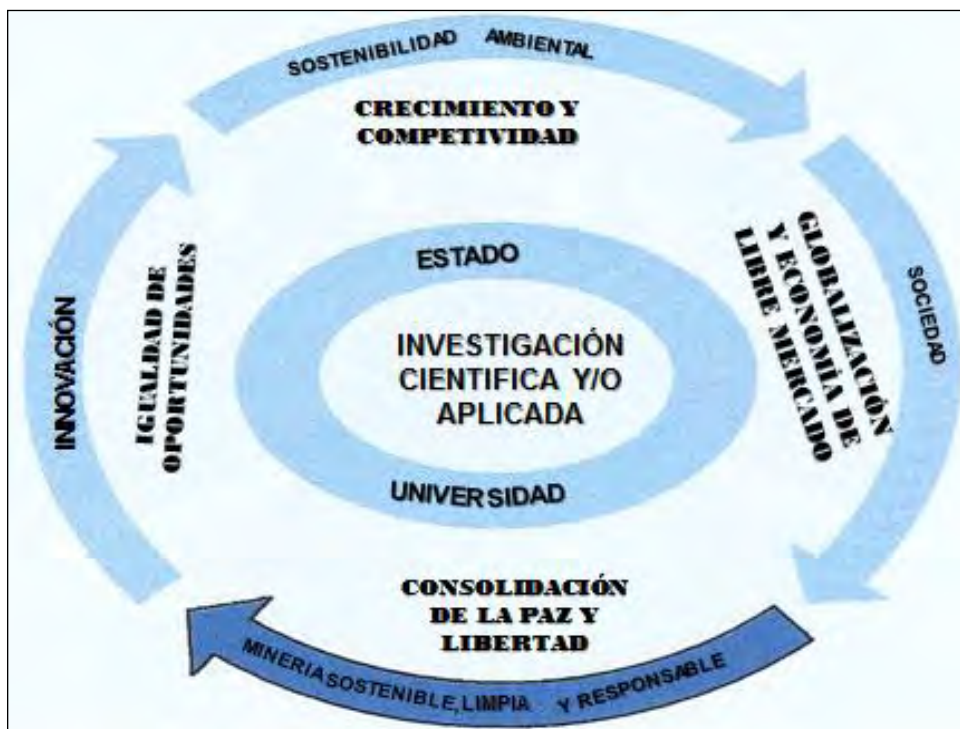 SOSTENIBILIDAD AMBIENTAL
CRECIMIENTO Y
COMPETIVIDAD
GLOBALIZACIÓN
Y ECONOMÍA DE
LIBRE MERCADO
SOCIEDAD
INNOVACIÓN
IGUALDAD DE
OPORTUNIDADES
ESTADO
INVESTIGACIÓN
CIENTIFICA Y/O
APLICADA
UNIVERSIDAD
CONSOLIDACIÓN
DE LA PAZ Y
LIBERTAD
MINERIA SOSTENIBLE, LIMPIA Y RESPONSABLE